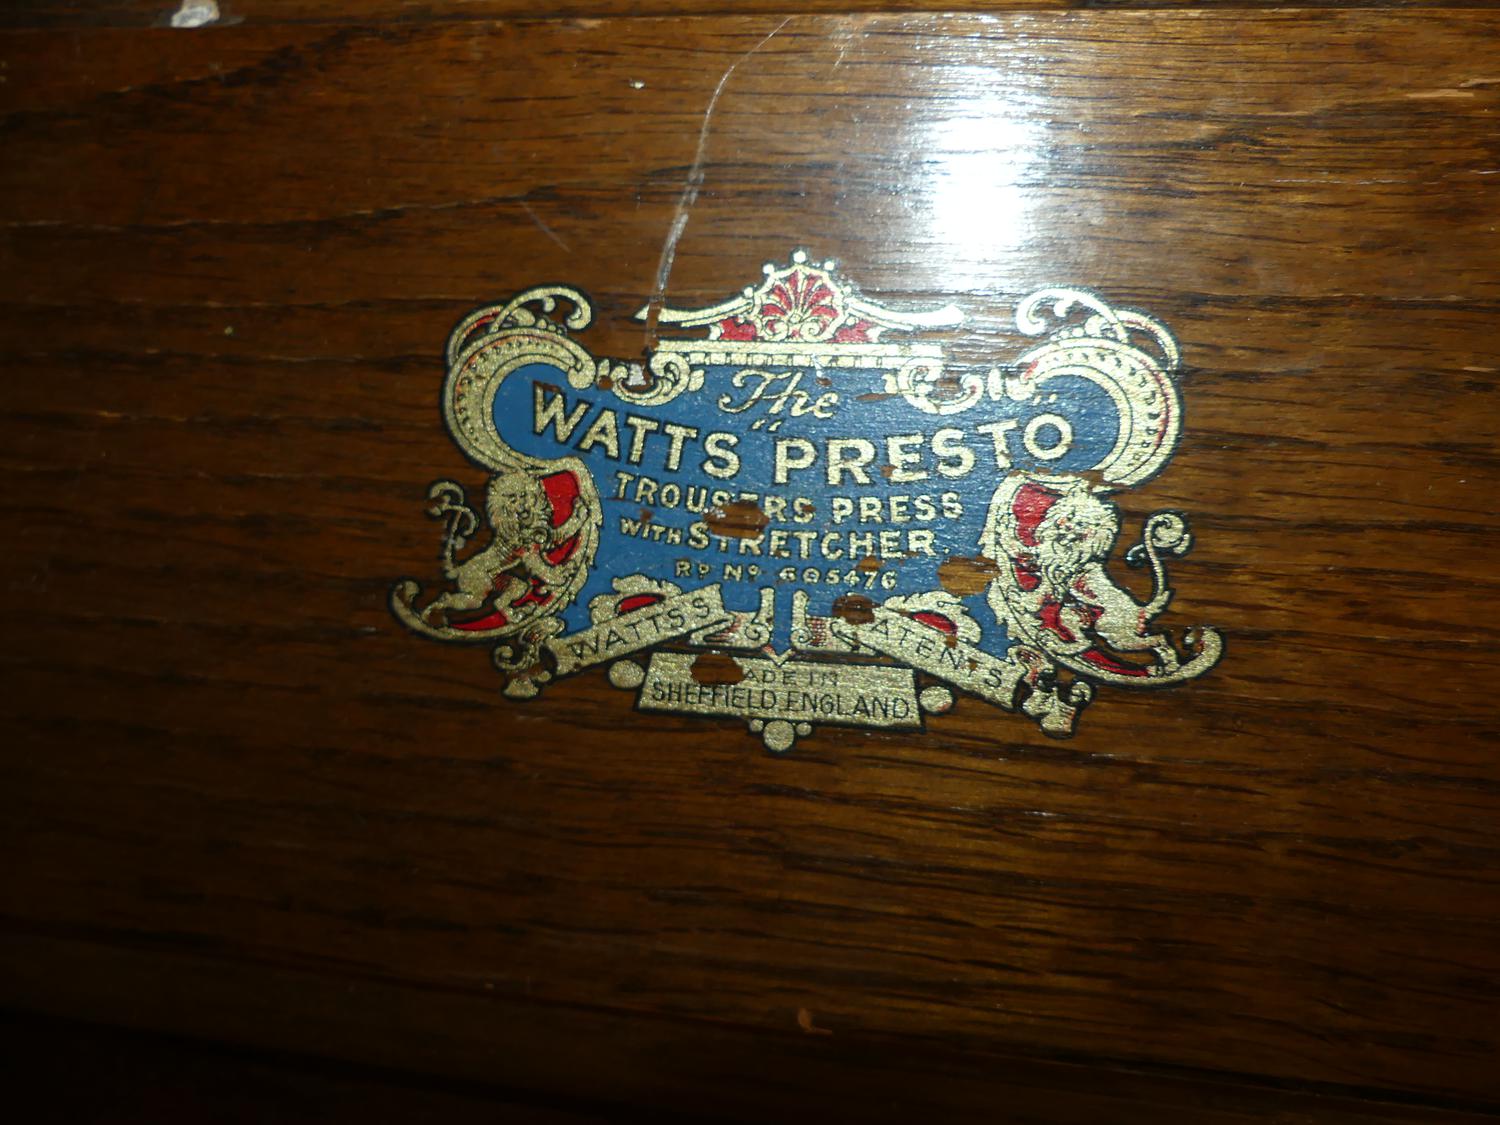 The
WATTS "PRESTO"
TROUSERS PRESS
WITH STRETCHER.
RD NO 605476
WATTS'S PATENTS
MADE IN
SHEFFIELD, ENGLAND.